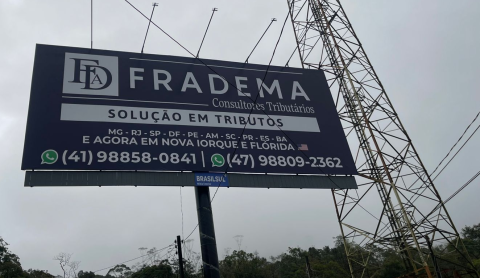 FDA
FRADEMA
Consultores Tributários
SOLUÇÃO EM TRIBUTOS
MG - RJ - SP - DF - PE - AM - SC - PR - ES - BA
E AGORA EM NOVA IORQUE E FLÓRIDA
(41) 98858-0841 | (47) 98809-2362
BRASILSUL